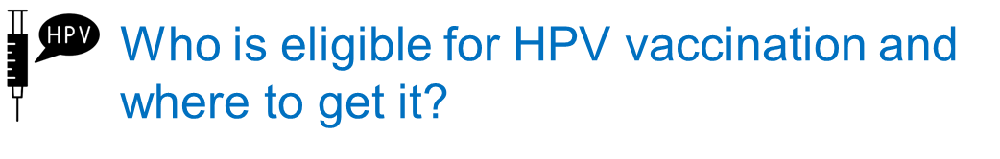 HPV
Who is eligible for HPV vaccination and
where to get it?